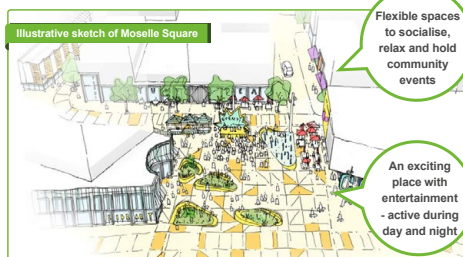 Illustrative sketch of Moselle Square
Flexible spaces
to socialise,
relax and hold
community
events
An exciting
place with
entertainment
- active during
day and night